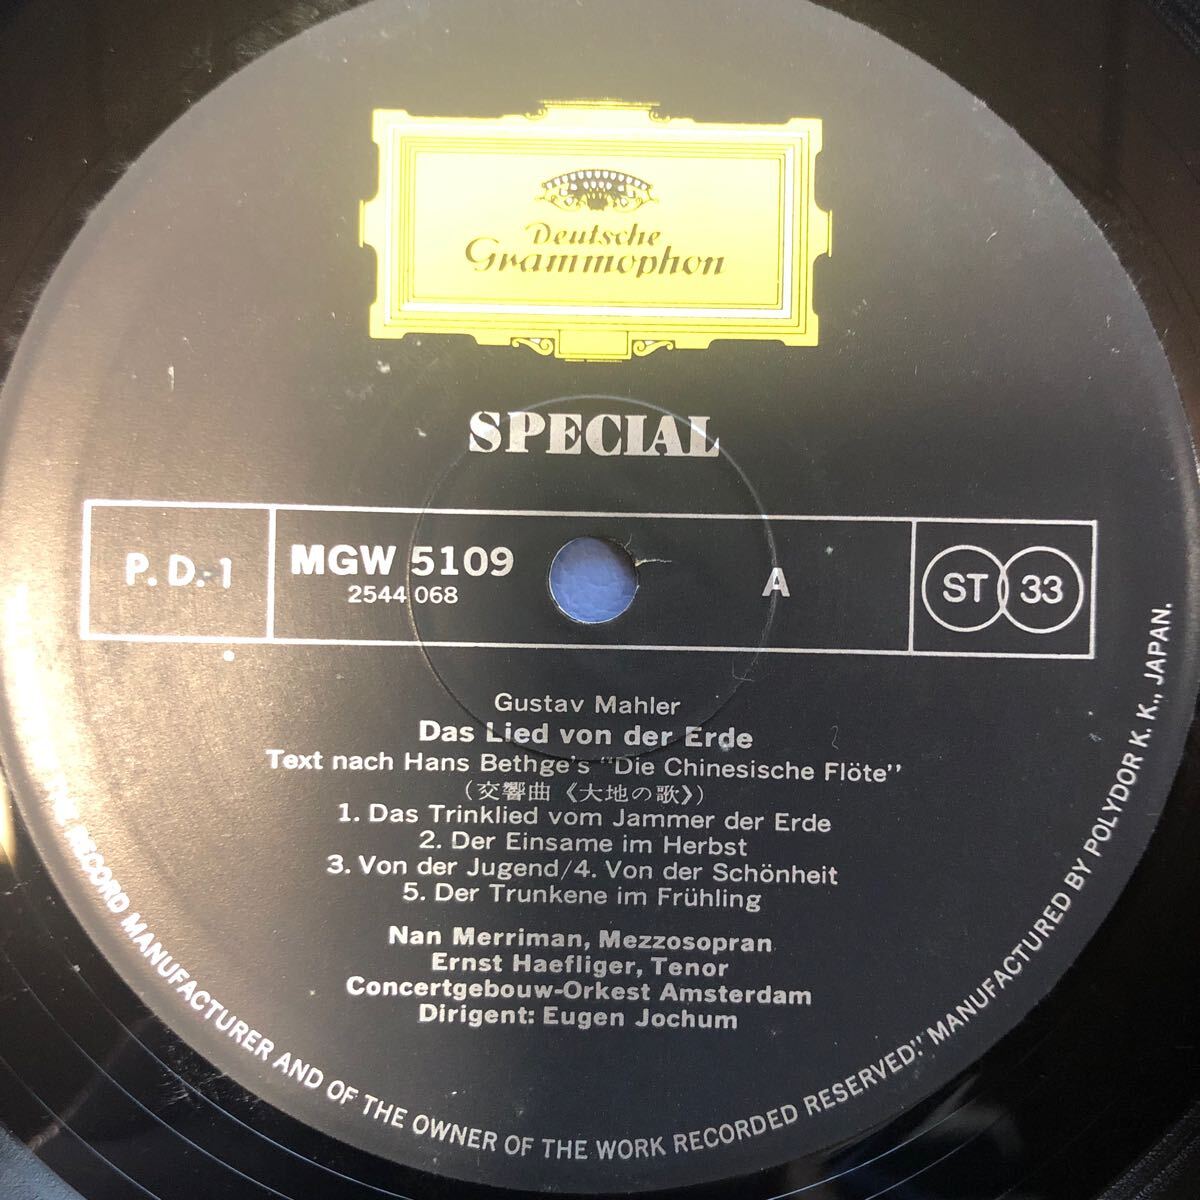 Deutsche
Grammophon
SPECIAL
P. D. 1
MGW 5109
2544 068
A
ST 33
Gustav Mahler
Das Lied von der Erde
Text nach Hans Bethge's "Die Chinesische Flöte"
(交響曲《大地の歌》)
1. Das Trinklied vom Jammer der Erde
2. Der Einsame im Herbst
3. Von der Jugend/4. Von der Schönheit
5. Der Trunkene im Frühling
Nan Merriman, Mezzosopran
Ernst Haefliger, Tenor
Concertgebouw-Orkest Amsterdam
Dirigent: Eugen Jochum
THE RECORD MANUFACTURER AND OF THE OWNER OF THE WORK RECORDED RESERVED." MANUFACTURED BY POLYDOR K. K., JAPAN.